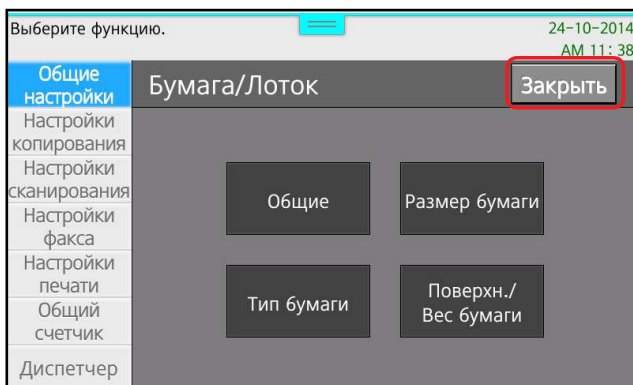 Выберите функцию.
24-10-2014
AM 11: 38
Общие
настройки
Бумага/Лоток
Закрыть
Настройки
копирования
Настройки
сканирования
Настройки
факса
Настройки
печати
Общий
счетчик
Диспетчер
Общие
Размер бумаги
Тип бумаги
Поверхн./
Вес бумаги